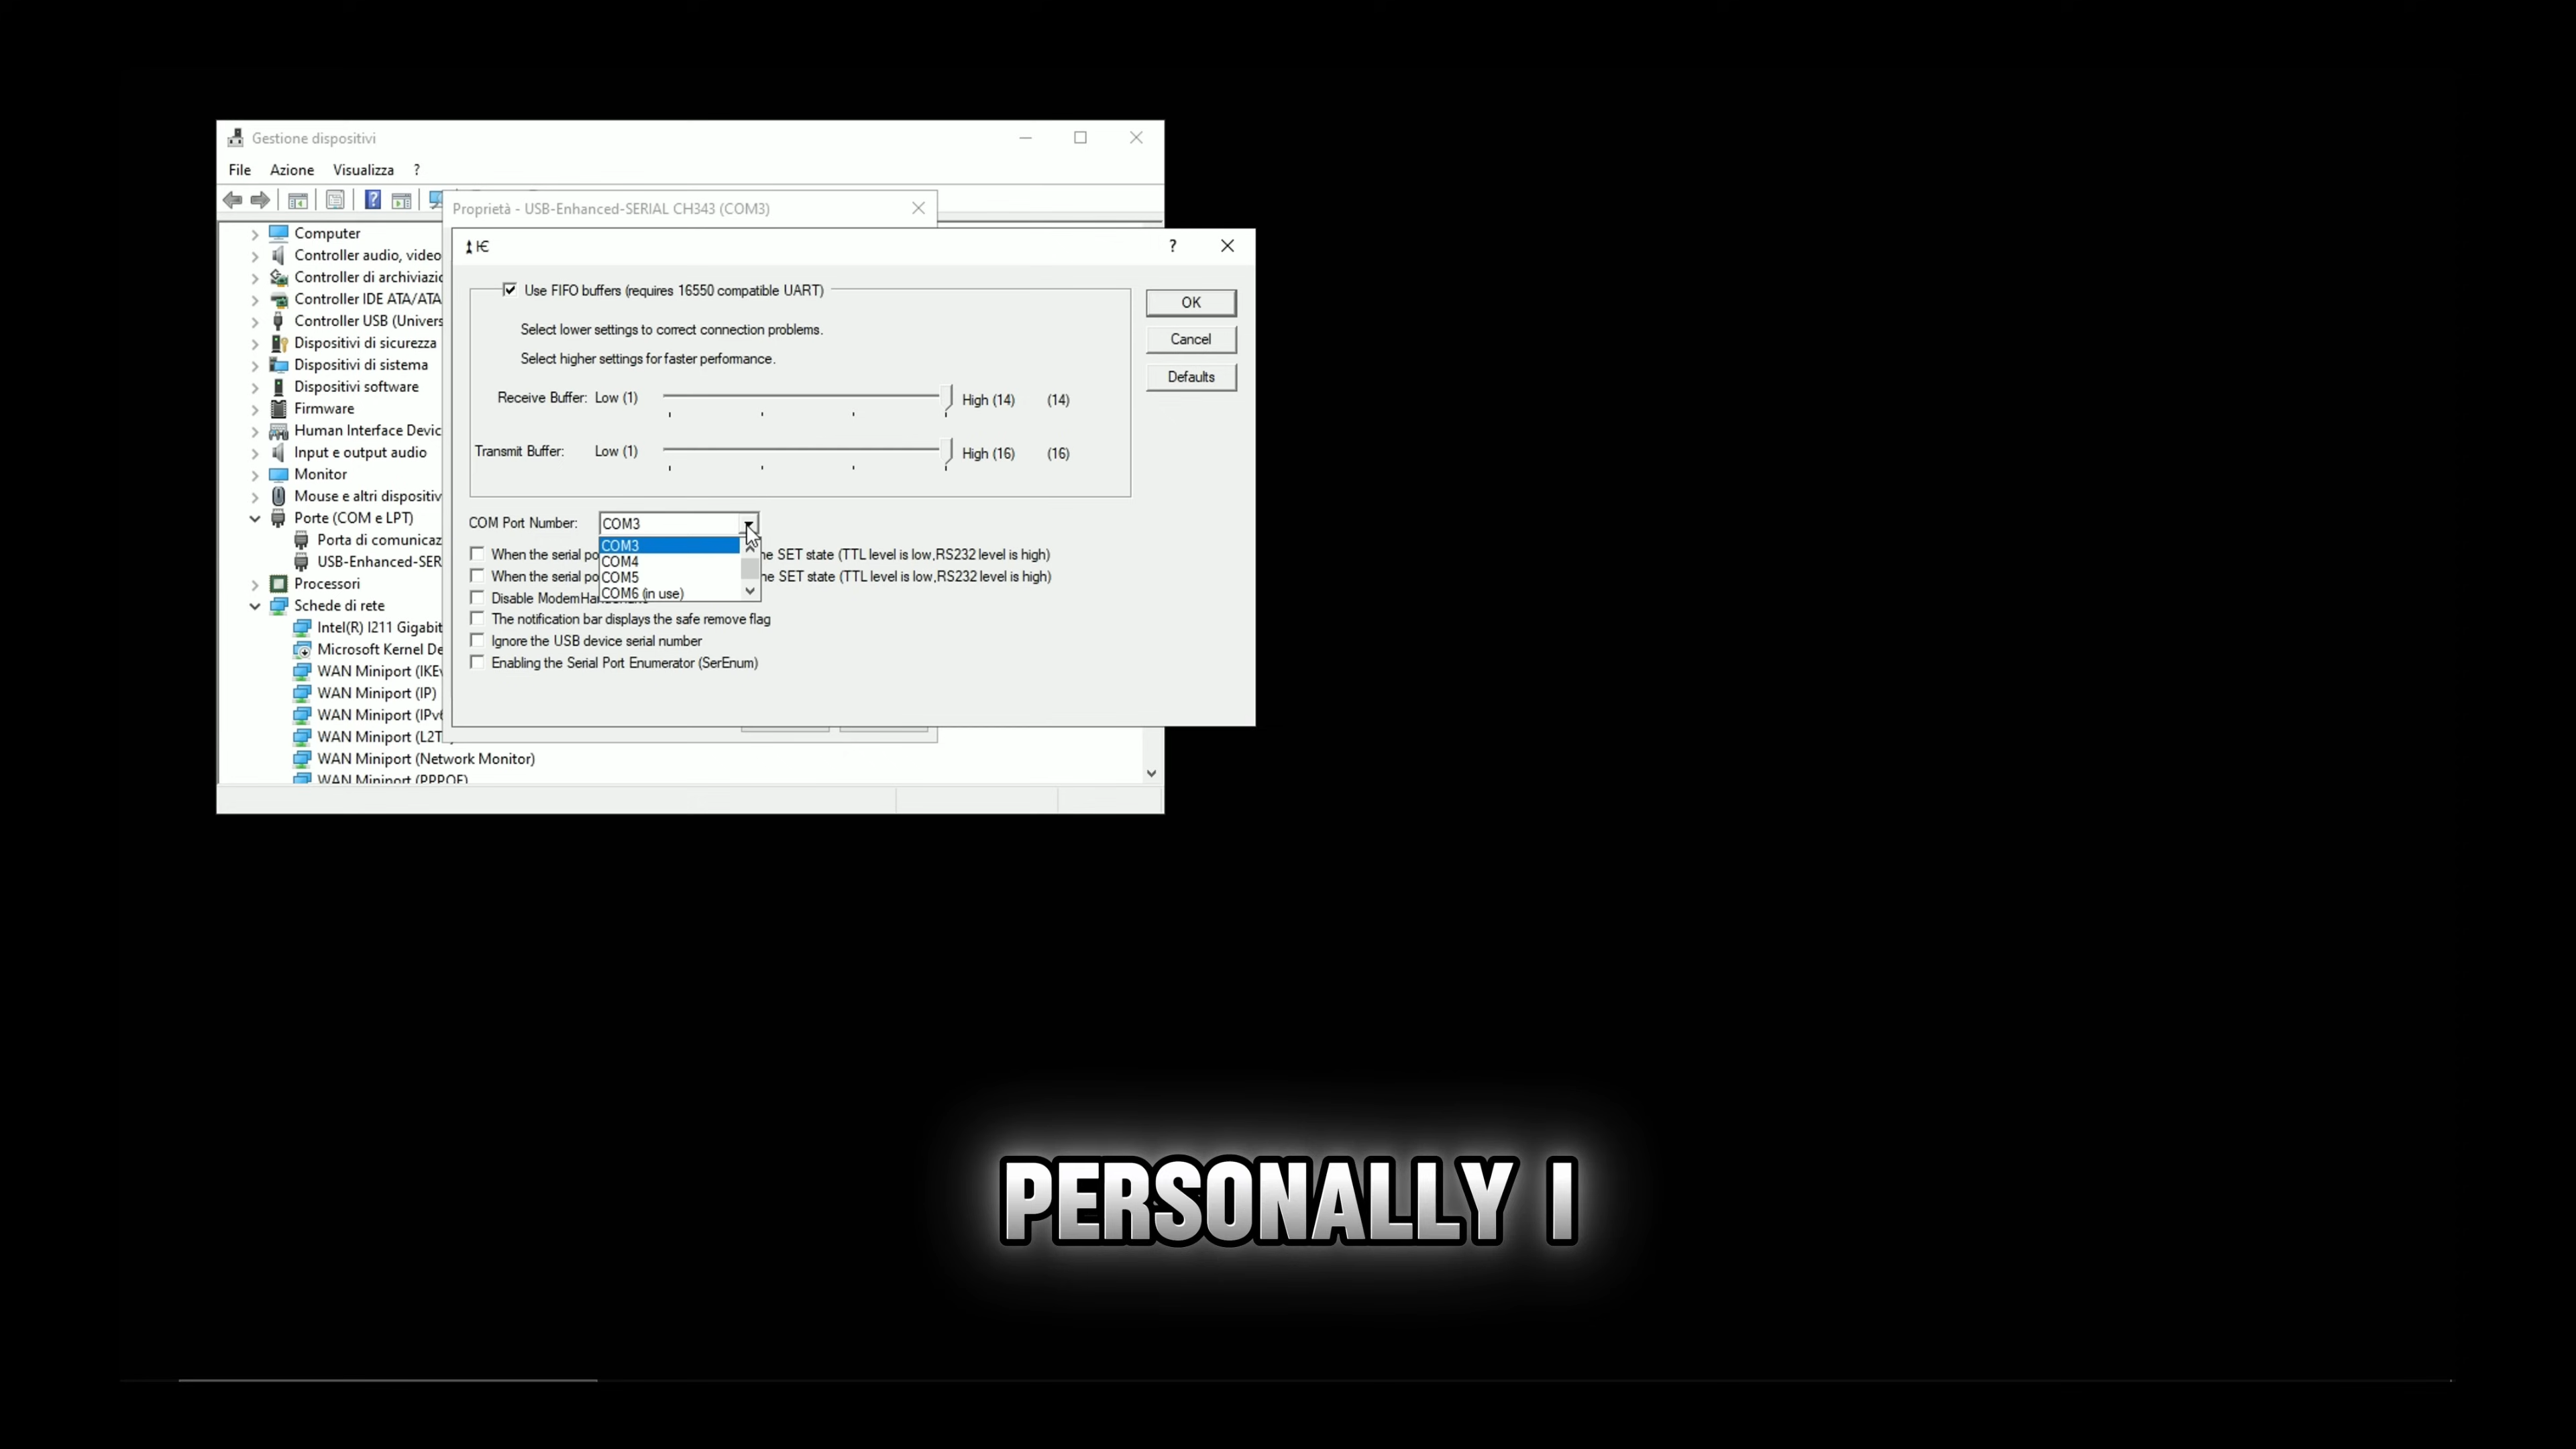 Gestione dispositivi
File Azione Visualizza ?
Proprietà - USB-Enhanced-SERIAL CH343 (COM3)
Computer
Controller audio, video
Controller di archiviazio
Controller IDE ATA/ATA
Controller USB (Univers
Dispositivi di sicurezza
Dispositivi di sistema
Dispositivi software
Firmware
Human Interface Devic
Input e output audio
Monitor
Mouse e altri dispositiv
Porte (COM e LPT)
Porta di comunicaz
USB-Enhanced-SER
Processori
Schede di rete
Intel(R) I211 Gigabit
Microsoft Kernel De
WAN Miniport (IKEv
WAN Miniport (IP)
WAN Miniport (IPv6
WAN Miniport (L2T
WAN Miniport (Network Monitor)
WAN Miniport (PPPOE)
?
Use FIFO buffers (requires 16550 compatible UART)
OK
Select lower settings to correct connection problems.
Cancel
Select higher settings for faster performance.
Defaults
Receive Buffer: Low (1) High (14) (14)
Transmit Buffer: Low (1) High (16) (16)
COM Port Number: COM3
COM3
COM4
COM5
COM6 (in use)
When the serial po he SET state (TTL level is low,RS232 level is high)
When the serial po he SET state (TTL level is low,RS232 level is high)
Disable
The notification bar displays the safe remove flag
Ignore the USB device serial number
Enabling the Serial Port Enumerator (SerEnum)
PERSONALLY I